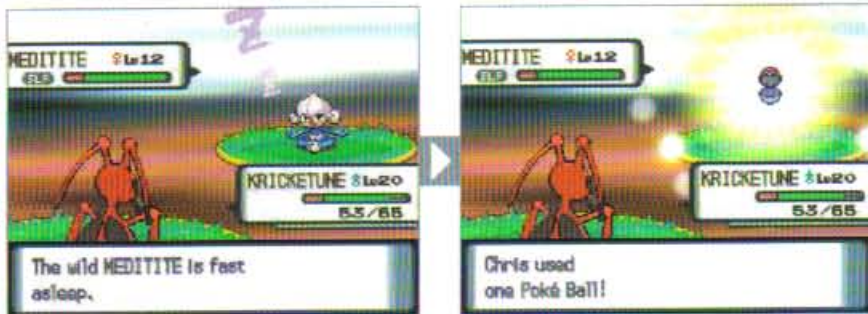 Z
Z
MEDITITE ♀Lv12
SLP
KRICKETUNE ♂Lv20
53/65
The wild MEDITITE is fast
asleep.
MEDITITE ♀Lv12
SLP
KRICKETUNE ♂Lv20
53/65
Chris used
one Poké Ball!